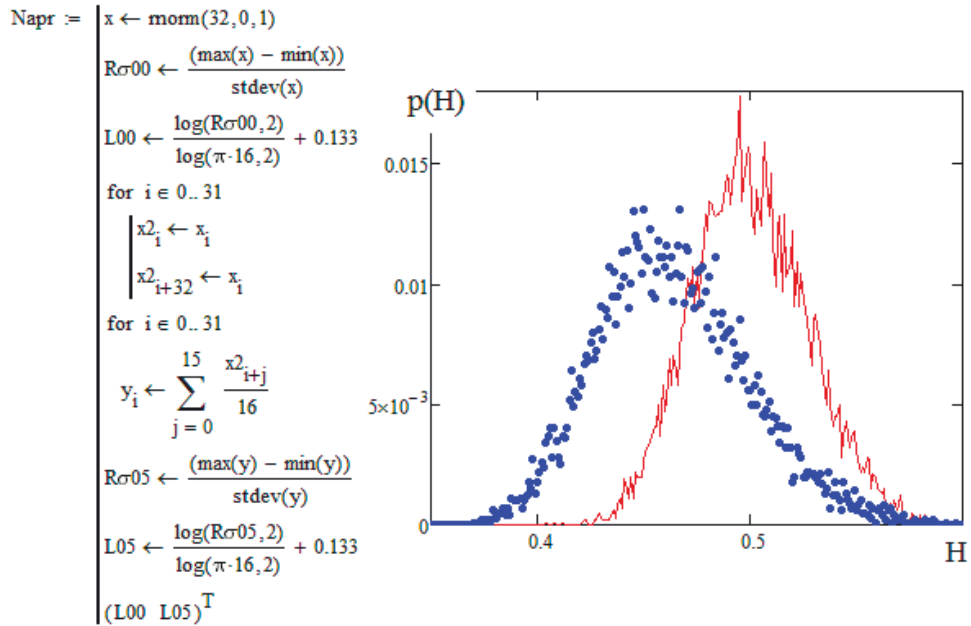 Napr := x ← rnorm(32,0,1)
Rσ00 ← (max(x) − min(x)) / stdev(x)
L00 ← log(Rσ00,2) / log(π·16,2) + 0.133
for i ∈ 0..31
x2_i ← x_i
x2_{i+32} ← x_i
for i ∈ 0..31
y_i ← ∑_{j = 0}^{15} x2_{i+j} / 16
Rσ05 ← (max(y) − min(y)) / stdev(y)
L05 ← log(Rσ05,2) / log(π·16,2) + 0.133
(L00 L05)^T
p(H)
0.015
0.01
5×10^{−3}
0
0.4
0.5
H